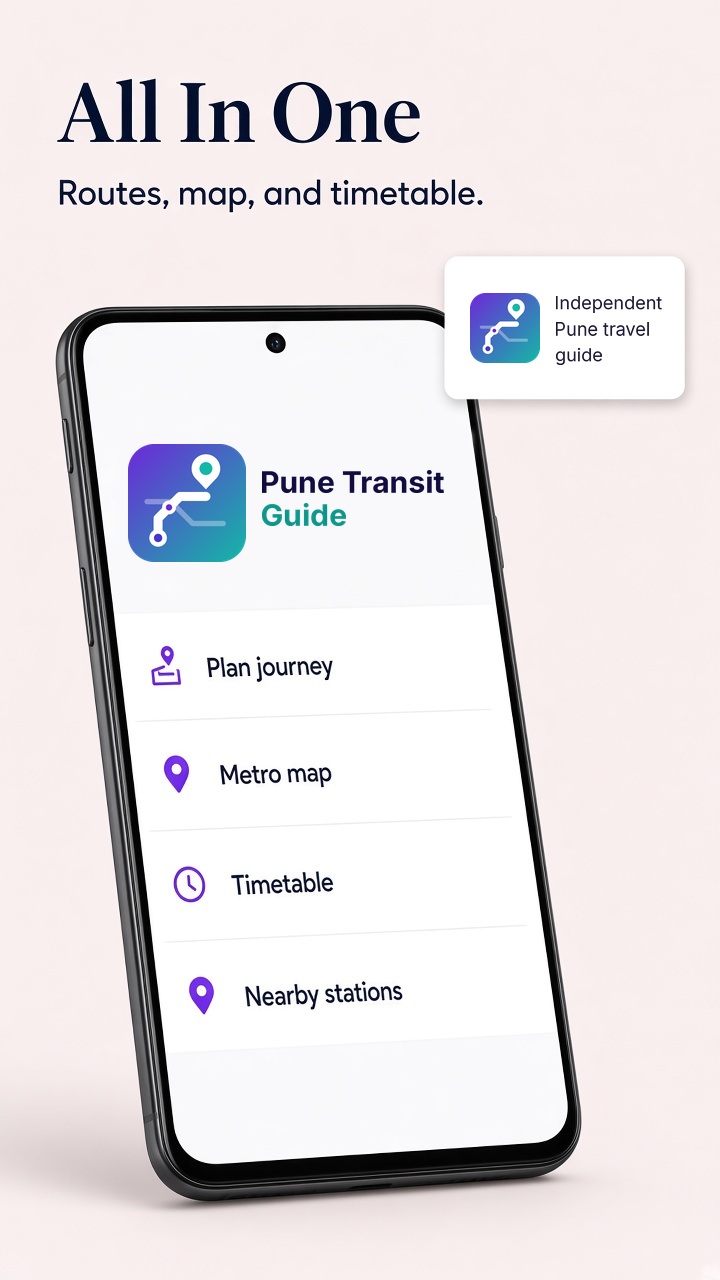 All In One
Routes, map, and timetable.
Independent
Pune travel
guide
Pune Transit
Guide
Plan journey
Metro map
Timetable
Nearby stations